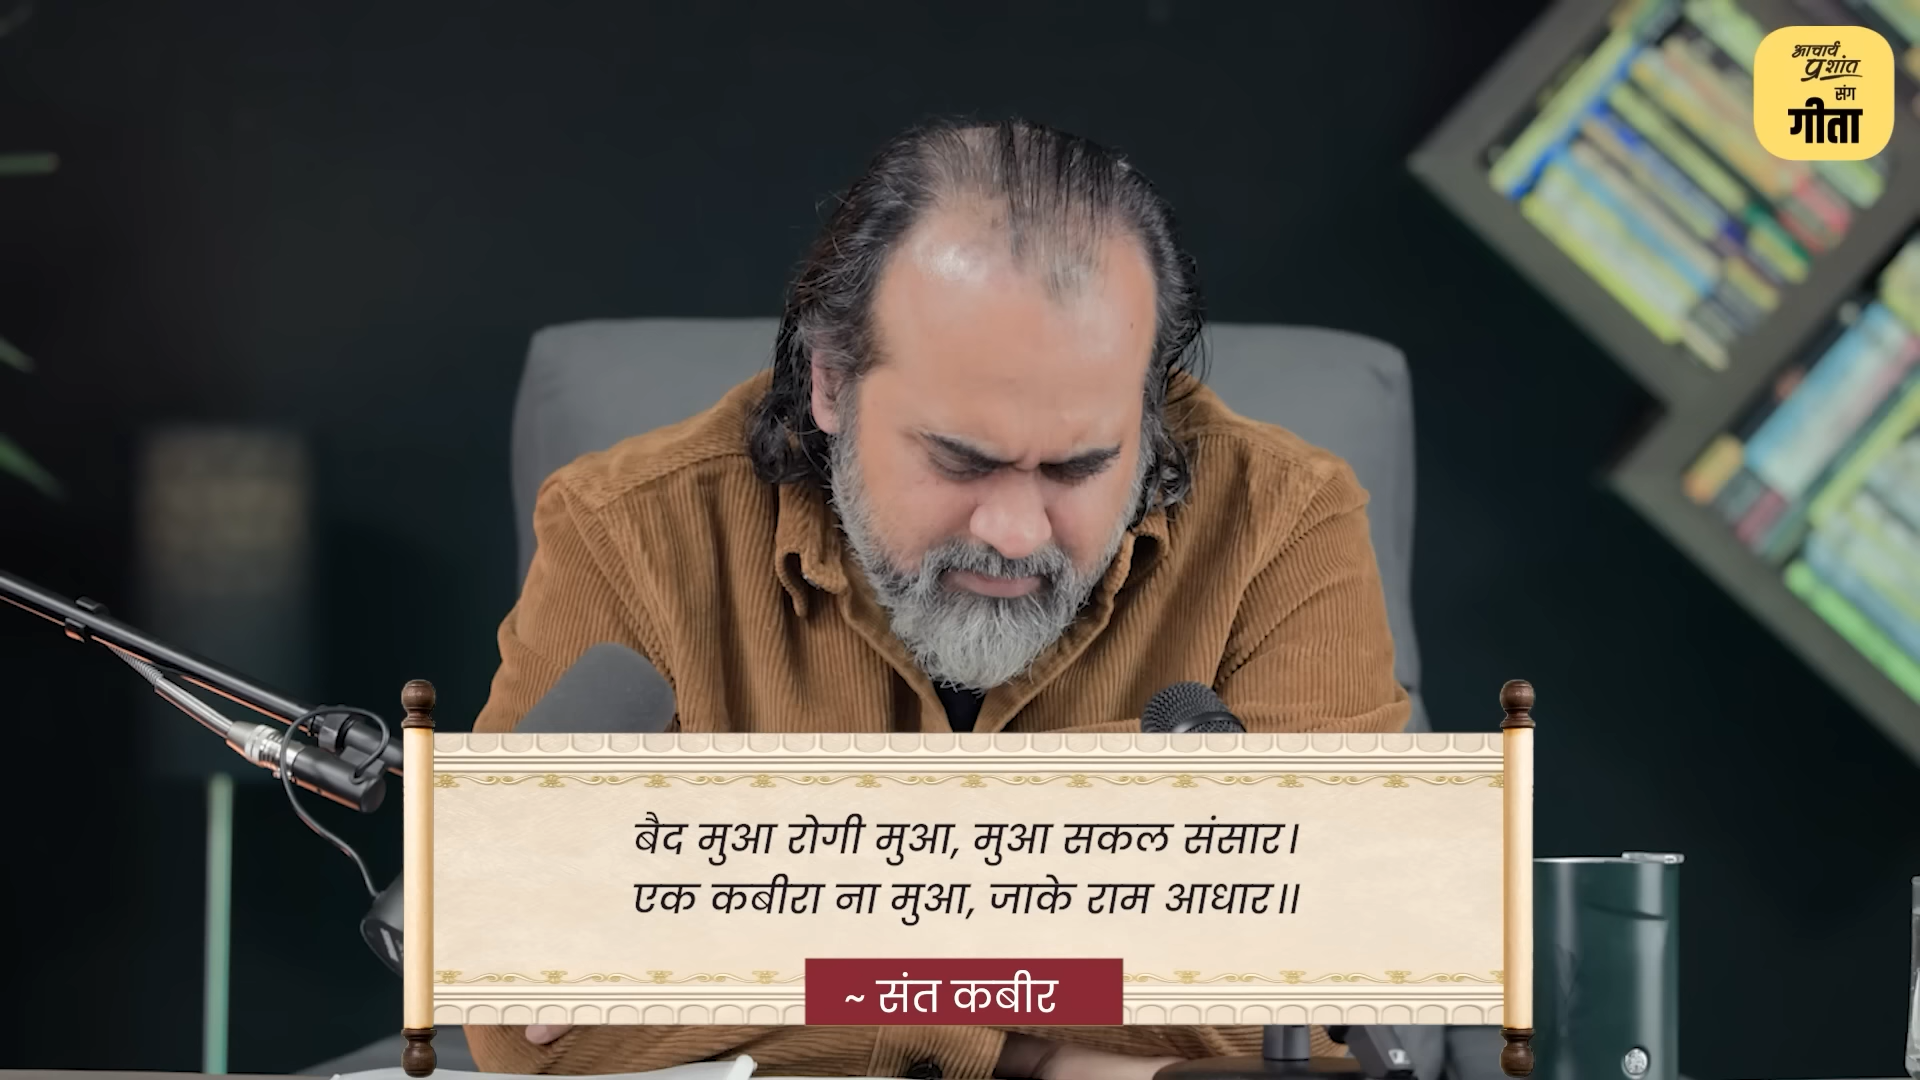 आचार्य
प्रशांत
संग
गीता
बैद मुआ रोगी मुआ, मुआ सकल संसार।
एक कबीरा ना मुआ, जाके राम आधार।।
~ संत कबीर